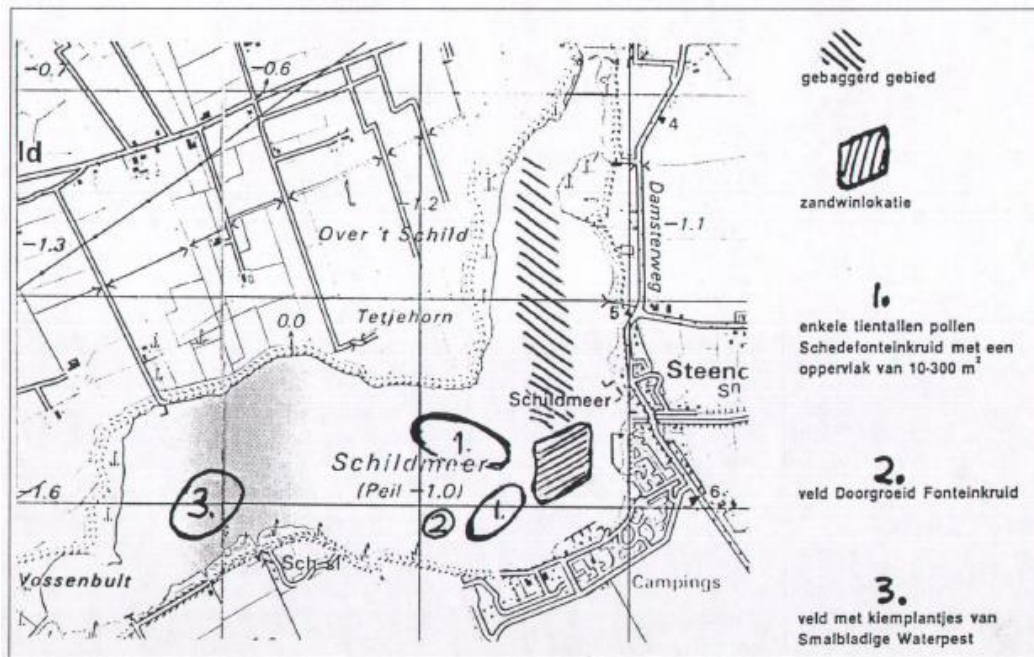 -0.7
-0.6
ld
-1.3
-1.2
Over 't Schild
0.0
Tetjehorn
4
Damsterweg
-1.1
5
Steend
Sn
Schildmeer
1.
Schildmeer
(Peil -1.0)
-1.6
3.
2
1.
6
Vossenbult
Campings
gebaggerd gebied
zandwinlokatie
1.
enkele tientallen pollen
Schedefonteinkruid met een
oppervlak van 10-300 m²
2.
veld Doorgroeid Fonteinkruid
3.
veld met kiemplantjes van
Smalbladige Waterpest